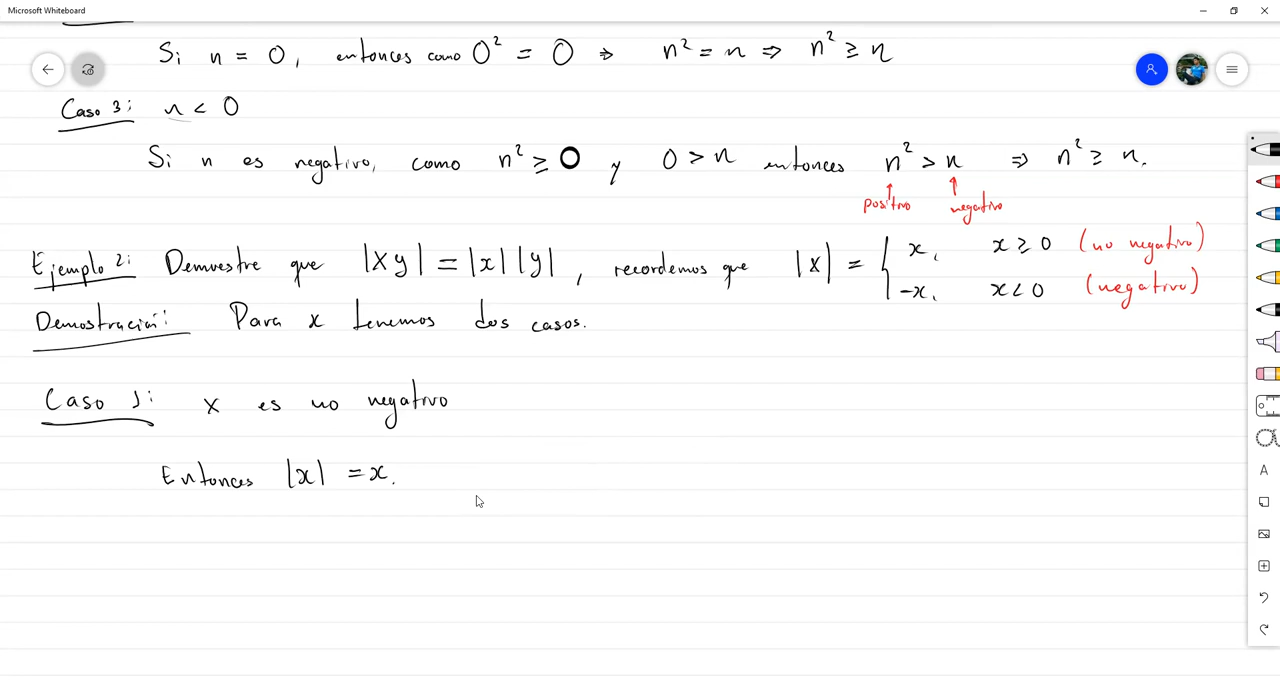 Microsoft Whiteboard
Si n = 0, entonces como 0² = 0 ⇒ n² = n ⇒ n² ≥ n
Caso 3: n < 0
Si n es negativo, como n² ≥ 0 y 0 > n entonces n² > n ⇒ n² ≥ n.
↑ positivo ↑ negativo
Ejemplo 2: Demuestre que |xy| = |x||y|, recordemos que |x| = { x, x ≥ 0 (no negativo)
-x, x < 0 (negativo)
Demostración: Para x tenemos dos casos.
Caso 1: x es no negativo
Entonces |x| = x.
A